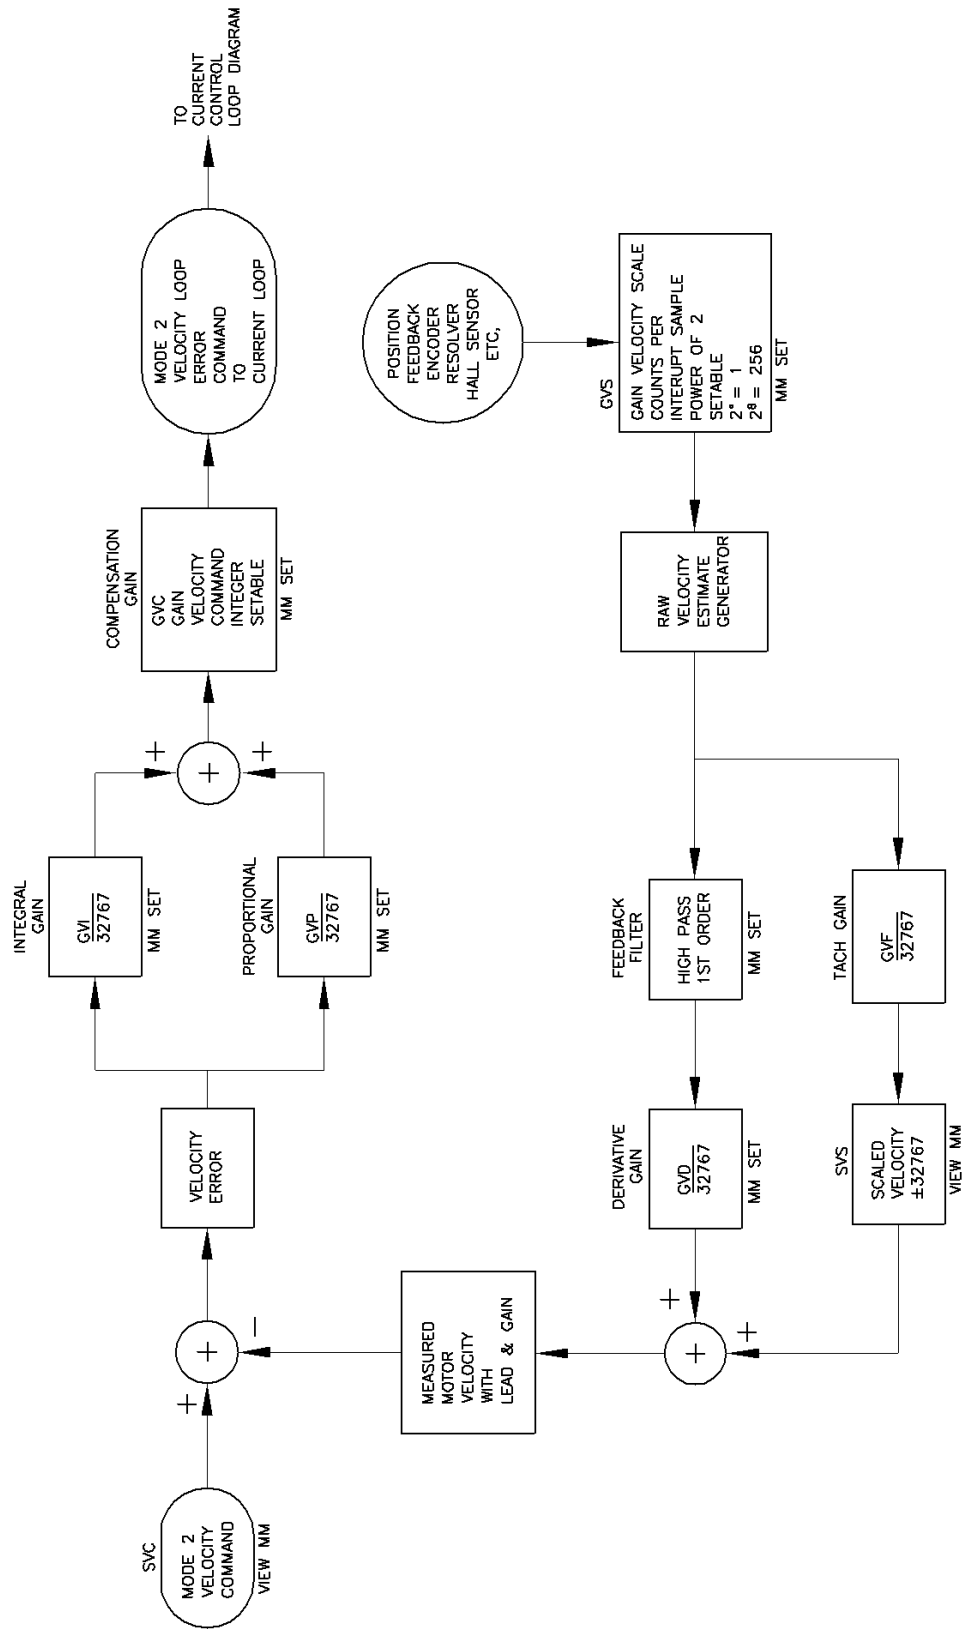 SVC
MODE 2
VELOCITY
COMMAND
VIEW MM
+
+
-
VELOCITY
ERROR
INTEGRAL
GAIN
GVI
32767
MM SET
PROPORTIONAL
GAIN
GVP
32767
MM SET
+
+
+
COMPENSATION
GAIN
GVC
GAIN
VELOCITY
COMMAND
INTEGER
SETABLE
MM SET
MODE 2
VELOCITY LOOP
ERROR
COMMAND
TO
CURRENT LOOP
TO
CURRENT
CONTROL
LOOP DIAGRAM
MEASURED
MOTOR
VELOCITY
WITH
LEAD & GAIN
POSITION
FEEDBACK
ENCODER
RESOLVER
HALL SENSOR
ETC,
GVS
GAIN VELOCITY SCALE
COUNTS PER
INTERUPT SAMPLE
POWER OF 2
SETABLE
2° = 1
2⁸ = 256
MM SET
RAW
VELOCITY
ESTIMATE
GENERATOR
FEEDBACK
FILTER
HIGH PASS
1ST ORDER
MM SET
DERIVATIVE
GAIN
GVD
32767
MM SET
+
+
+
TACH GAIN
GVF
32767
SVS
SCALED
VELOCITY
±32767
VIEW MM